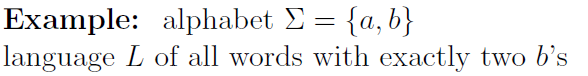 Example: alphabet Σ = {a, b}
language L of all words with exactly two b's